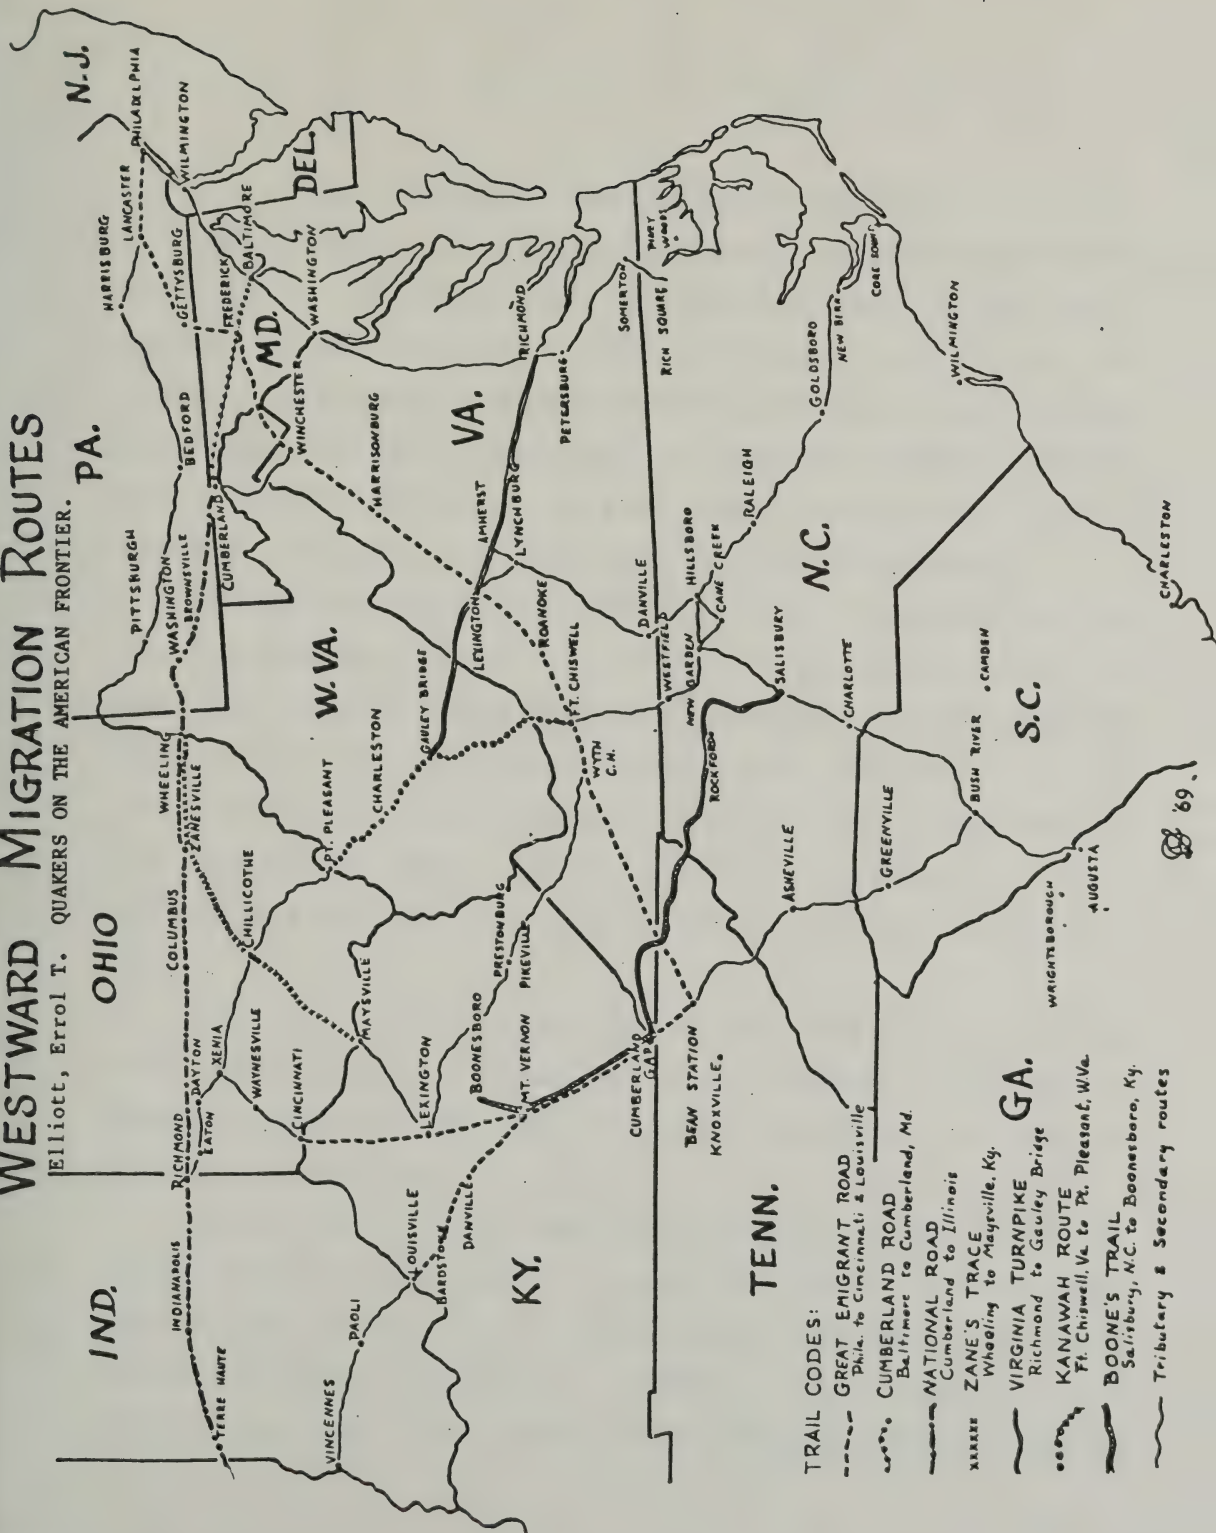 WESTWARD MIGRATION ROUTES
Elliott, Errol T. QUAKERS ON THE AMERICAN FRONTIER.
IND.
OHIO
PA.
N.J.
TERRE HAUTE
INDIANAPOLIS
RICHMOND
EATON
DAYTON
XENIA
WAYNESVILLE
CINCINNATI
COLUMBUS
ZANESVILLE
WHEELING
CHILLICOTHE
WASHINGTON
BROWNSVILLE
PITTSBURGH
CUMBERLAND
BEDFORD
HARRISBURG
LANCASTER
GETTYSBURG
PHILADELPHIA
WILMINGTON
FREDERICK
BALTIMORE
MD.
DEL.
WASHINGTON
WINCHESTER
HARRISONBURG
VINCENNES
PAOLI
LOUISVILLE
BARDSTOWN
DANVILLE
KY.
MAYSVILLE
LEXINGTON
BOONESBORO
MT. VERNON
PRESTONBURG
PIKEVILLE
PT. PLEASANT
CHARLESTON
W. VA.
GAULEY BRIDGE
LEXINGTON
AMHERST
LYNCHBURG
VA.
RICHMOND
PETERSBURG
ROANOKE
FT. CHISWELL
WYTH
C.H.
DANVILLE
SOMERTON
PINEY
WOODS
RICH SQUARE
CUMBERLAND
GAP
BEAN STATION
KNOXVILLE.
WESTFIELD
NEW GARDEN
HILLSBORO
CANE CREEK
RALEIGH
GOLDSBORO
NEW BERN
CORE SOUND
WILMINGTON
ROCKFORD
SALISBURY
N.C.
CHARLOTTE
TENN.
ASHEVILLE
GREENVILLE
BUSH RIVER
CAMDEN
S.C.
CHARLESTON
WRIGHTSBOROUGH
AUGUSTA
GA.
'69.
TRAIL CODES:
GREAT EMIGRANT ROAD
Phila. to Cincinnati & Louisville
CUMBERLAND ROAD
Baltimore to Cumberland, Md.
NATIONAL ROAD
Cumberland to Illinois
ZANE'S TRACE
Wheeling to Maysville, Ky.
VIRGINIA TURNPIKE
Richmond to Gauley Bridge
KANAWAH ROUTE
Ft. Chiswell, Va to Pt. Pleasant, W.Va.
BOONE'S TRAIL
Salisbury, N.C. to Boonesboro, Ky.
Tributary & Secondary routes